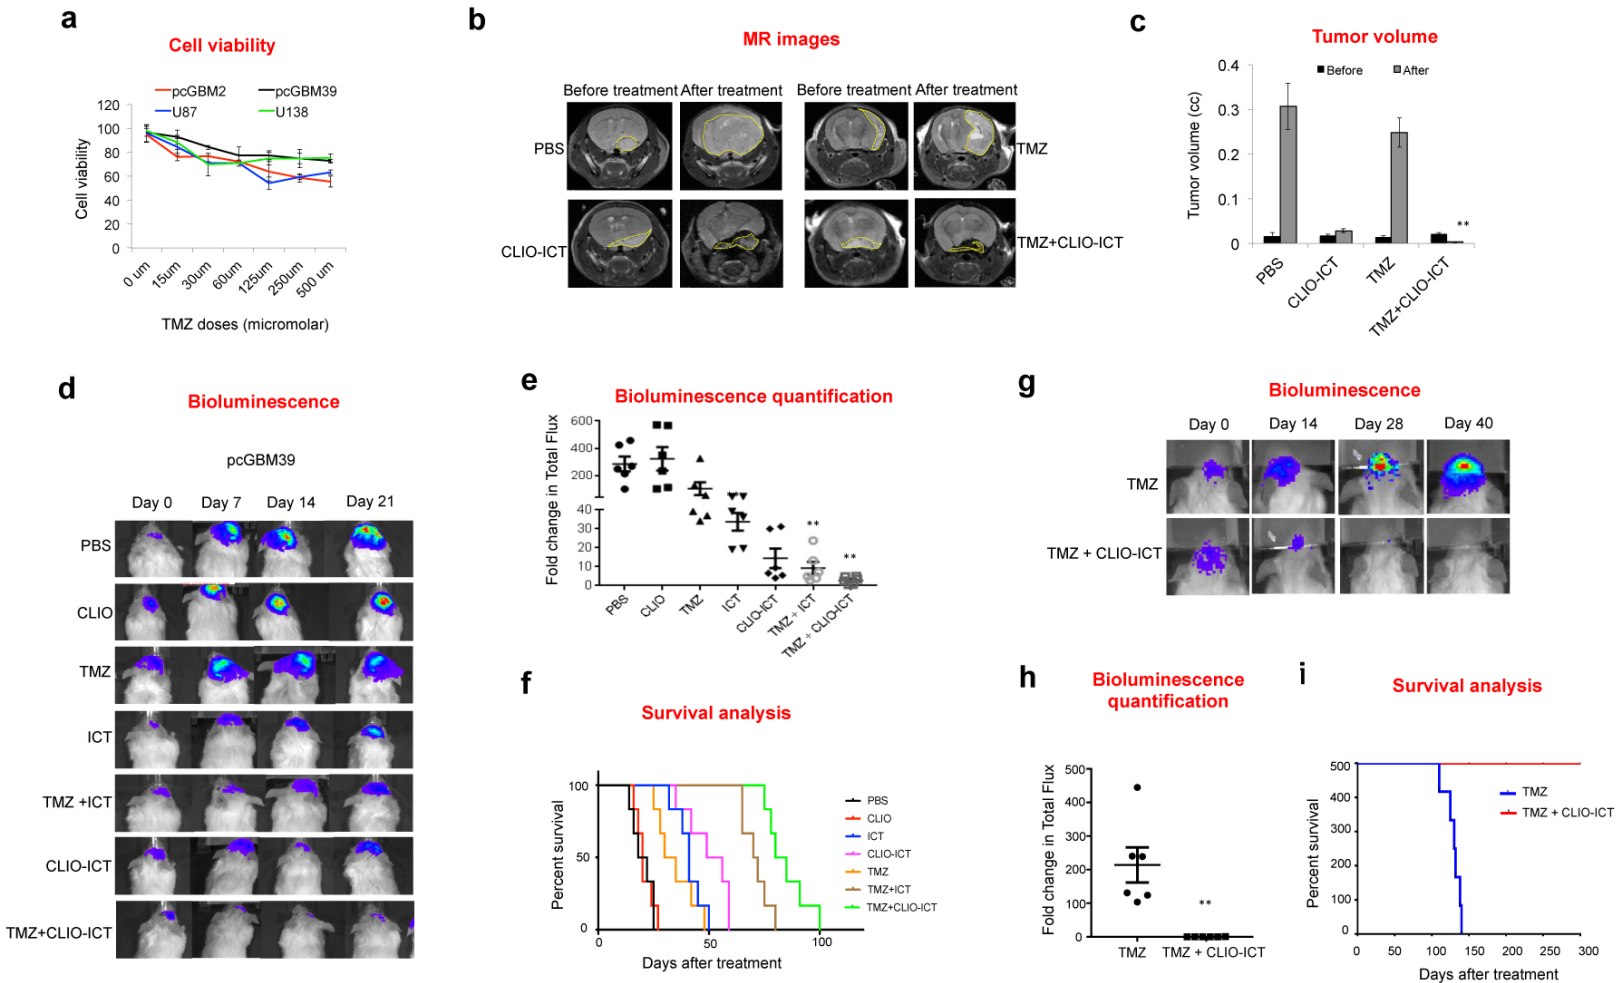 a
Cell viability
pcGBM2
pcGBM39
U87
U138
120
100
80
60
40
20
0
Cell viability
0 um
15um
30um
60um
125um
250um
500 um
TMZ doses (micromolar)
b
MR images
Before treatment After treatment
Before treatment After treatment
PBS
TMZ
CLIO-ICT
TMZ+CLIO-ICT
c
Tumor volume
Before
After
0.4
0.3
0.2
0.1
0
Tumor volume (cc)
**
PBS
CLIO-ICT
TMZ
TMZ+CLIO-ICT
d
Bioluminescence
pcGBM39
Day 0 Day 7 Day 14 Day 21
PBS
CLIO
TMZ
ICT
TMZ +ICT
CLIO-ICT
TMZ+CLIO-ICT
e
Bioluminescence quantification
600
400
200
40
30
20
10
0
Fold change in Total Flux
**
**
PBS
CLIO
TMZ
ICT
CLIO-ICT
TMZ + ICT
TMZ + CLIO-ICT
f
Survival analysis
100
50
0
Percent survival
0 50 100
Days after treatment
PBS
CLIO
ICT
CLIO-ICT
TMZ
TMZ+ICT
TMZ+CLIO-ICT
g
Bioluminescence
Day 0 Day 14 Day 28 Day 40
TMZ
TMZ + CLIO-ICT
h
Bioluminescence
quantification
500
400
300
200
100
0
Fold change in Total Flux
**
TMZ TMZ + CLIO-ICT
i
Survival analysis
500
400
300
200
100
0
Percent survival
TMZ
TMZ + CLIO-ICT
0 50 100 150 200 250 300
Days after treatment